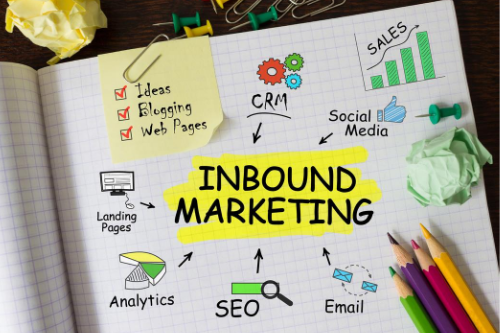 Ideas
Blogging
Web Pages
CRM
SALES
Social
Media
INBOUND
MARKETING
Landing
Pages
Analytics
SEO
Email